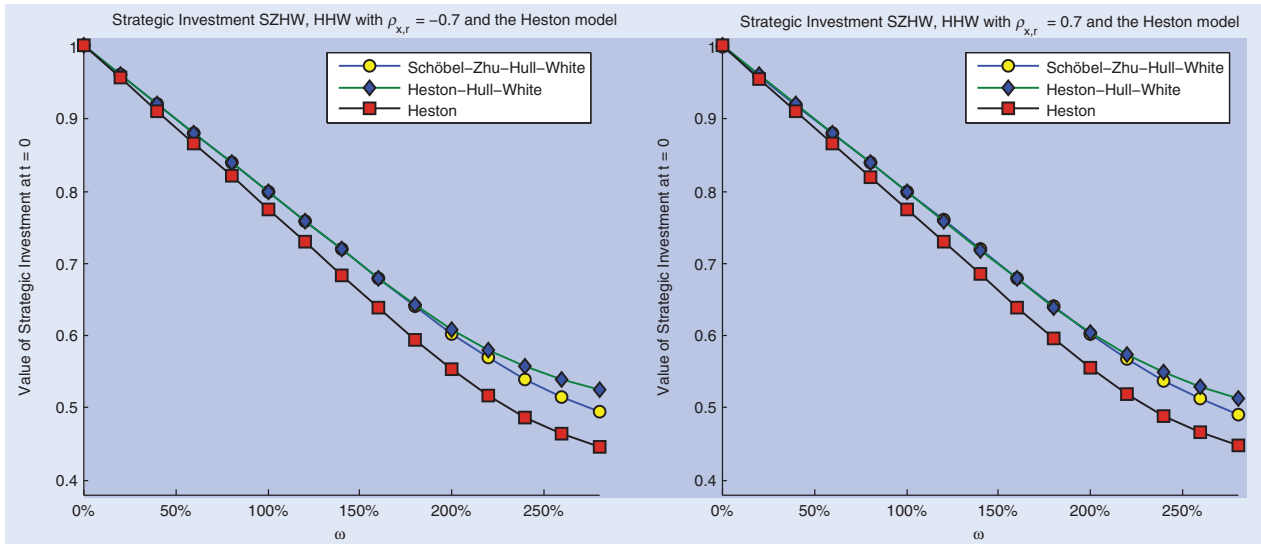 Strategic Investment SZHW, HHW with ρx,r = −0.7 and the Heston model
Schöbel−Zhu−Hull−White
Heston−Hull−White
Heston
Value of Strategic Investment at t = 0
1
0.9
0.8
0.7
0.6
0.5
0.4
0%
50%
100%
150%
200%
250%
ω
Strategic Investment SZHW, HHW with ρx,r = 0.7 and the Heston model
Schöbel−Zhu−Hull−White
Heston−Hull−White
Heston
Value of Strategic Investment at t = 0
1
0.9
0.8
0.7
0.6
0.5
0.4
0%
50%
100%
150%
200%
250%
ω